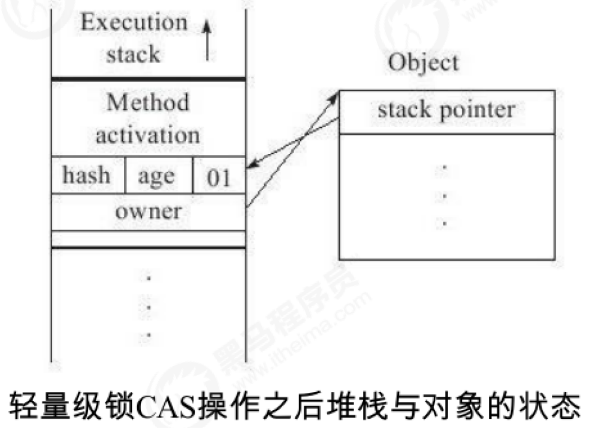 Execution
stack
Method
activation
hash age 01
owner
Object
stack pointer
黑马程序员
www.itheima.com
轻量级锁CAS操作之后堆栈与对象的状态